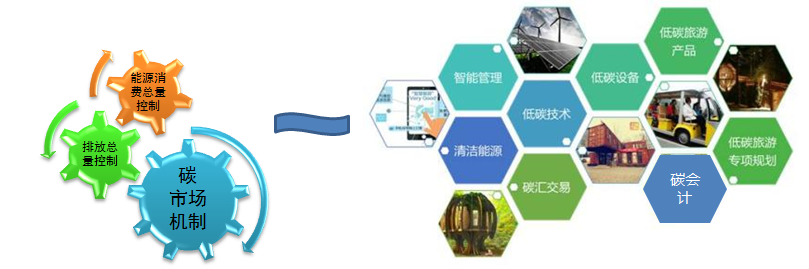 能源消
费总量
控制
排放总
量控制
碳
市场
机制
智能管理
低碳技术
清洁能源
碳汇交易
低碳设备
低碳旅游
产品
低碳旅游
专项规划
碳会
计
Very Good